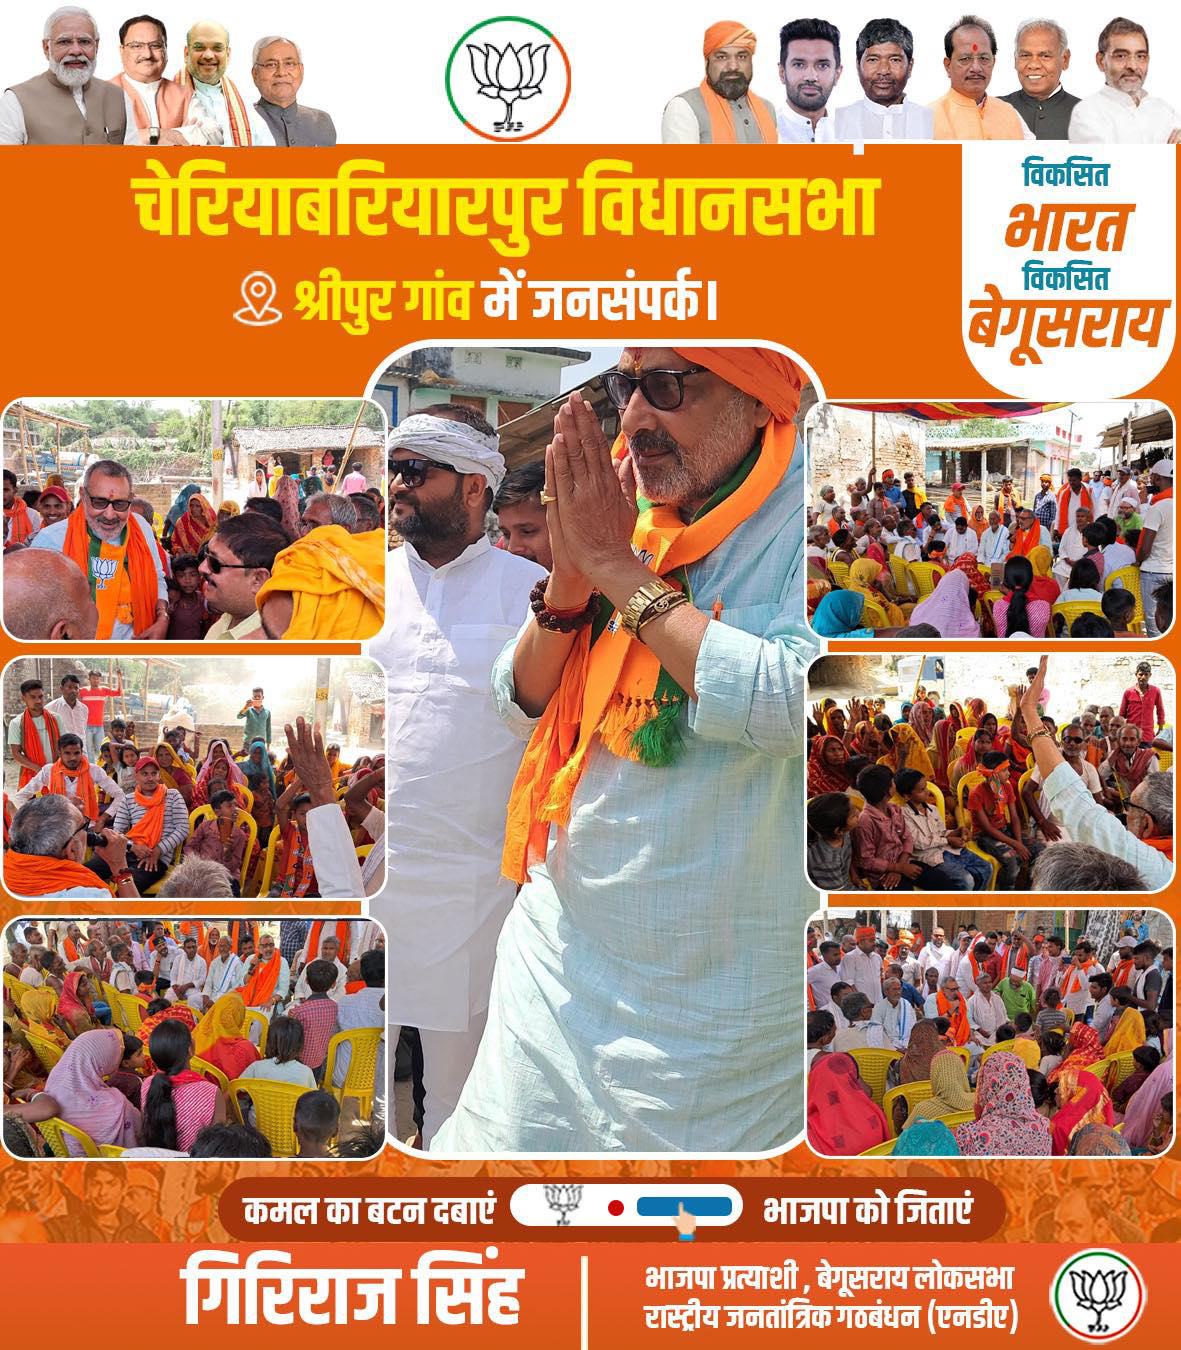 चेरियाबरियारपुर विधानसभा
श्रीपुर गांव में जनसंपर्क।
विकसित
भारत
विकसित
बेगूसराय
कमल का बटन दबाएं
भाजपा को जिताएं
गिरिराज सिंह
भाजपा प्रत्याशी, बेगूसराय लोकसभा
रास्ट्रीय जनतांत्रिक गठबंधन (एनडीए)